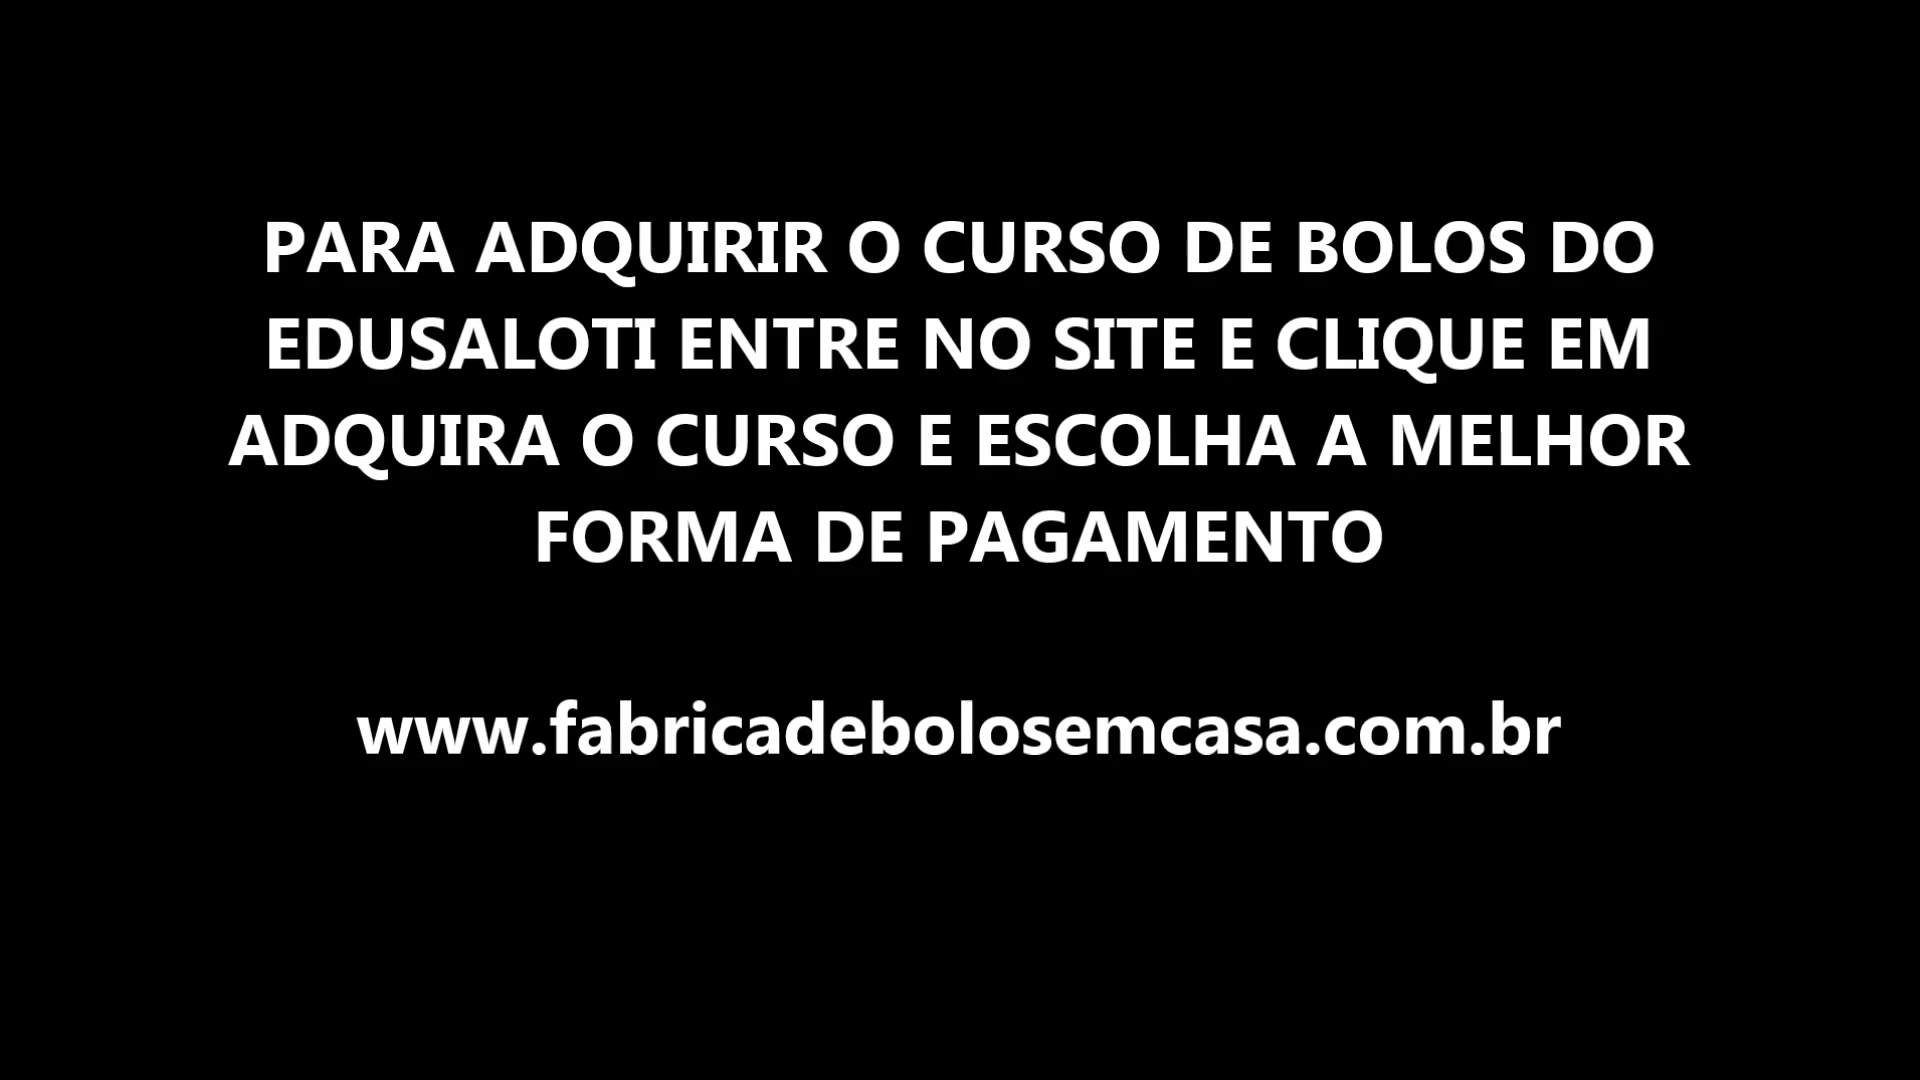 PARA ADQUIRIR O CURSO DE BOLOS DO
EDUSALOTI ENTRE NO SITE E CLIQUE EM
ADQUIRA O CURSO E ESCOLHA A MELHOR
FORMA DE PAGAMENTO
www.fabricadebolosemcasa.com.br